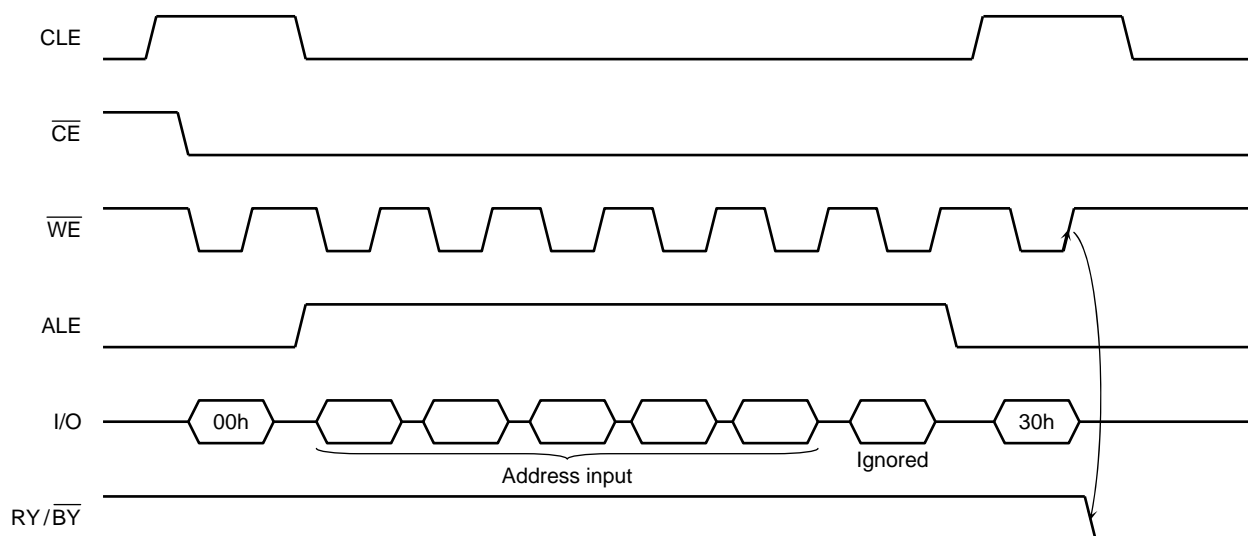 CLE
CE
WE
ALE
I/O
00h
30h
Address input
Ignored
RY/BY